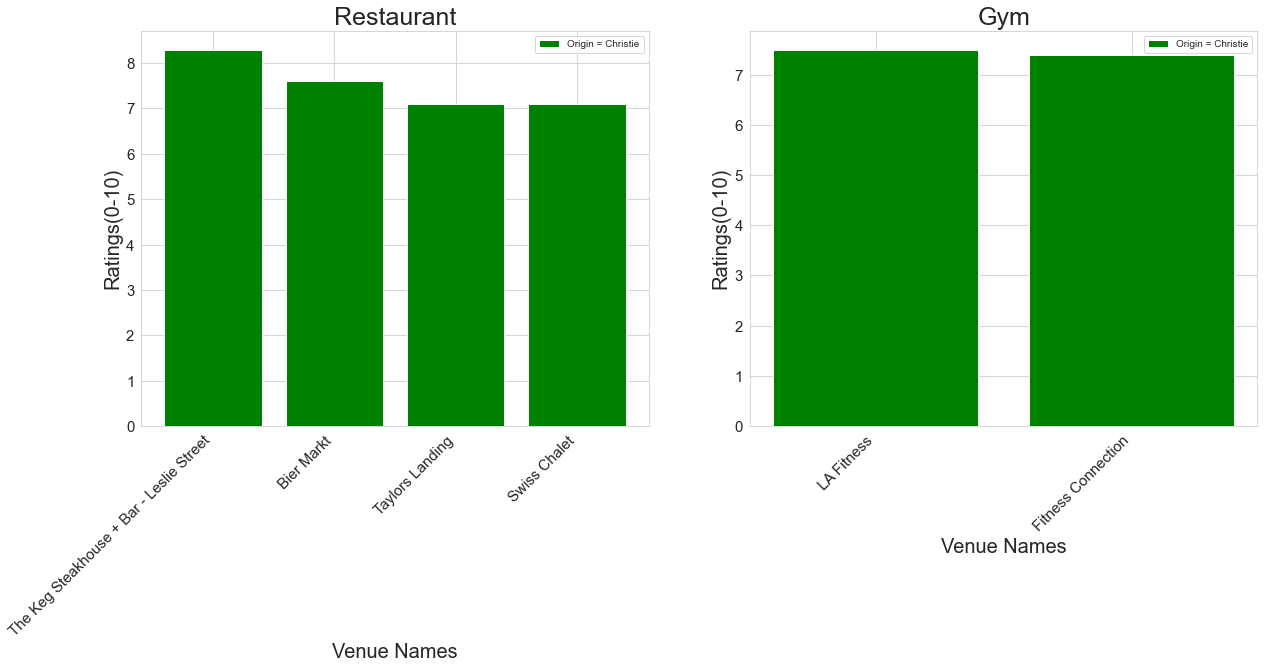 Restaurant
Origin = Christie
8
7
6
5
4
3
2
1
0
Ratings(0-10)
The Keg Steakhouse + Bar - Leslie Street
Bier Markt
Taylors Landing
Swiss Chalet
Venue Names
Gym
Origin = Christie
7
6
5
4
3
2
1
0
Ratings(0-10)
LA Fitness
Fitness Connection
Venue Names